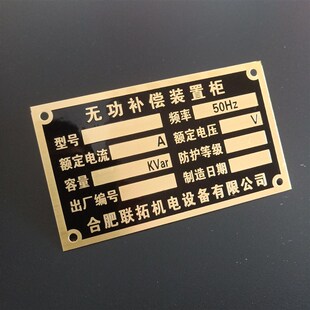 无功补偿装置柜
型号 频率 50Hz
额定电流 A 额定电压 V
容量 KVar 防护等级
出厂编号 制造日期
合肥联拓机电设备有限公司